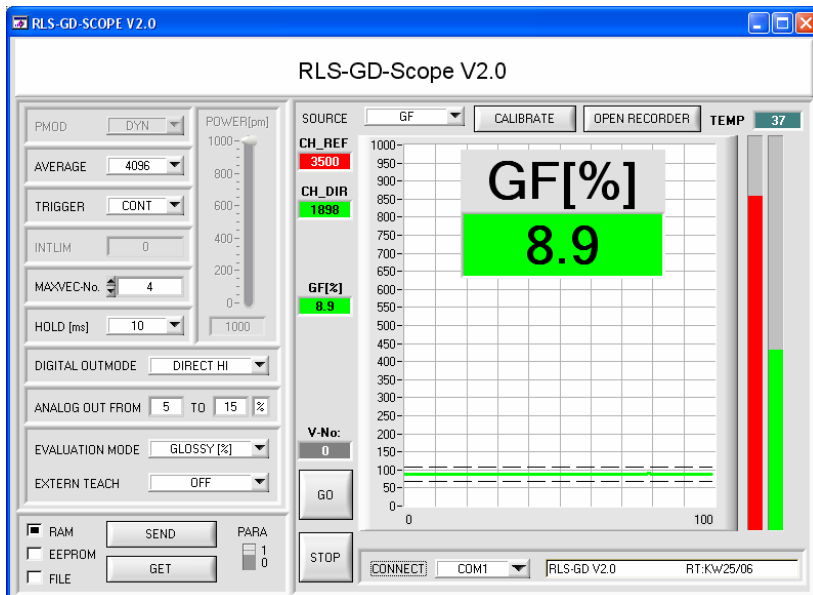 RLS-GD-SCOPE V2.0
RLS-GD-Scope V2.0
PMOD DYN
AVERAGE 4096
TRIGGER CONT
INTLIM 0
MAXVEC-No. 4
HOLD [ms] 10
POWER[pm]
1000
800
600
400
200
0
1000
DIGITAL OUTMODE DIRECT HI
ANALOG OUT FROM 5 TO 15 %
EVALUATION MODE GLOSSY [%]
EXTERN TEACH OFF
RAM
EEPROM
FILE
SEND
GET
PARA
1
0
SOURCE GF CALIBRATE OPEN RECORDER TEMP 37
CH_REF
3500
CH_DIR
1898
GF[%]
8.9
V-No:
0
GO
STOP
1000
950
900
850
800
750
700
650
600
550
500
450
400
350
300
250
200
150
100
50
0
0 100
GF[%]
8.9
CONNECT COM1 RLS-GD V2.0 RT:KW25/06